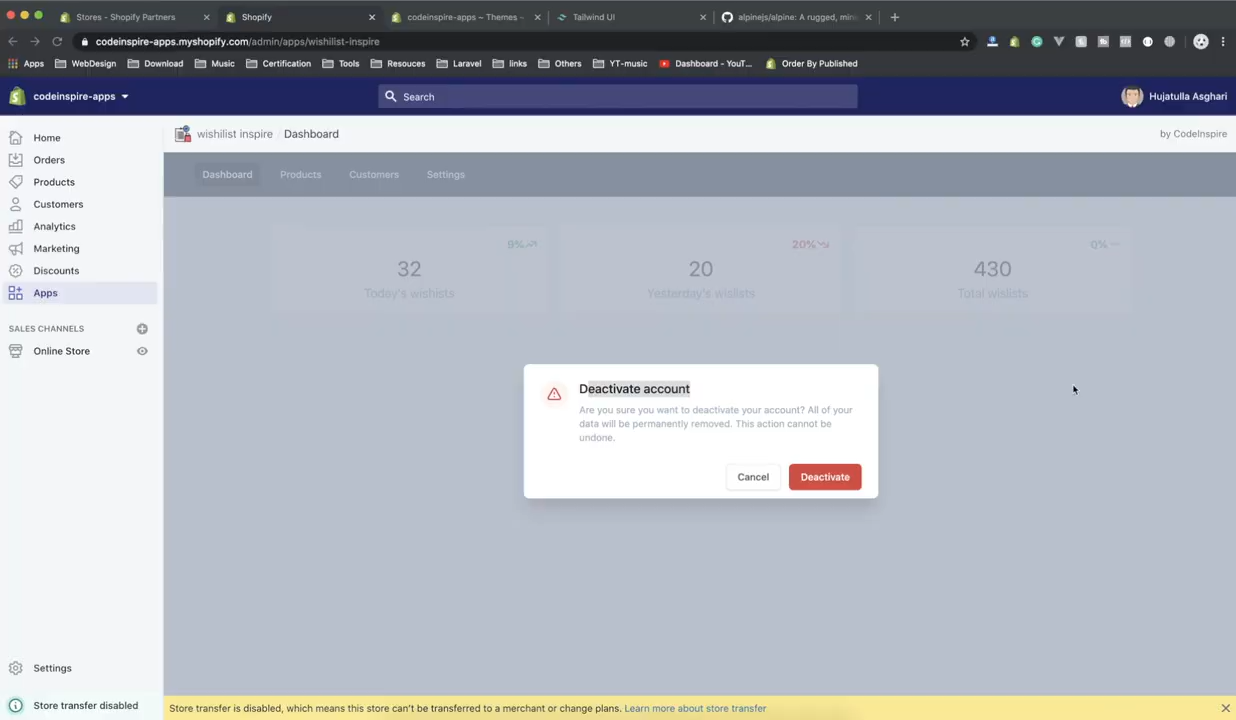 Stores - Shopify Partners
Shopify
codeinspire-apps ~ Themes ~
Tailwind UI
alpinejs/alpine: A rugged, mini
codeinspire-apps.myshopify.com/admin/apps/wishilist-inspire
Apps WebDesign Download Music Certification Tools Resouces Laravel links Others YT-music Dashboard - YouT... Order By Published
codeinspire-apps
Search
Hujatulla Asghari
Home
Orders
Products
Customers
Analytics
Marketing
Discounts
Apps
SALES CHANNELS
Online Store
Settings
Store transfer disabled
wishilist inspire / Dashboard
by CodeInspire
Dashboard Products Customers Settings
9%
32
Today's wishists
20%
20
Yesterday's wislists
0%
430
Total wislists
Deactivate account
Are you sure you want to deactivate your account? All of your
data will be permanently removed. This action cannot be
undone.
Cancel
Deactivate
Store transfer is disabled, which means this store can't be transferred to a merchant or change plans. Learn more about store transfer